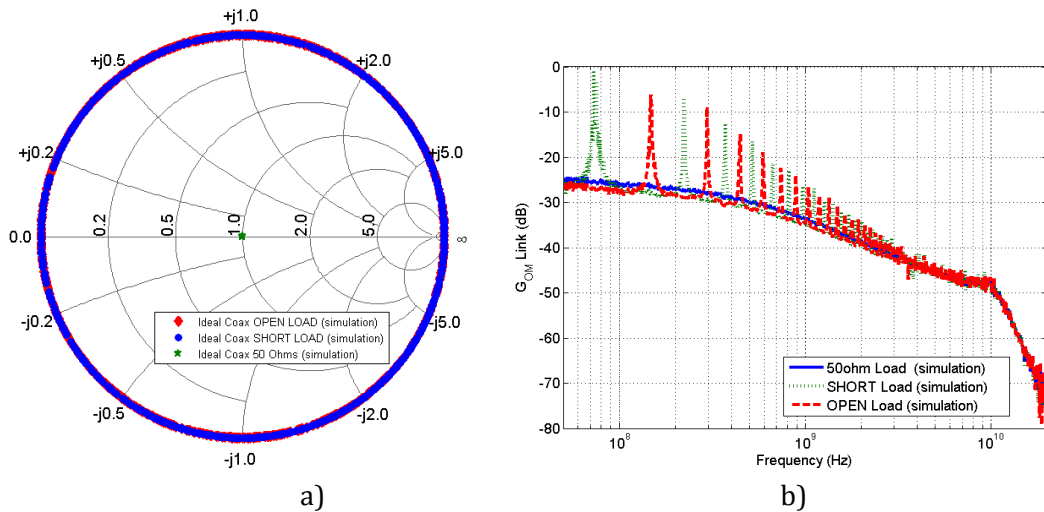 +j1.0
+j0.5
+j2.0
+j0.2
+j5.0
0.0
0.2
0.5
1.0
2.0
5.0
∞
-j0.2
-j5.0
Ideal Coax OPEN LOAD (simulation)
Ideal Coax SHORT LOAD (simulation)
Ideal Coax 50 Ohms (simulation)
-j0.5
-j2.0
-j1.0
a)
0
-10
-20
-30
-40
-50
-60
-70
-80
G_OM Link (dB)
50ohm Load (simulation)
SHORT Load (simulation)
OPEN Load (simulation)
10^8
10^9
10^10
Frequency (Hz)
b)